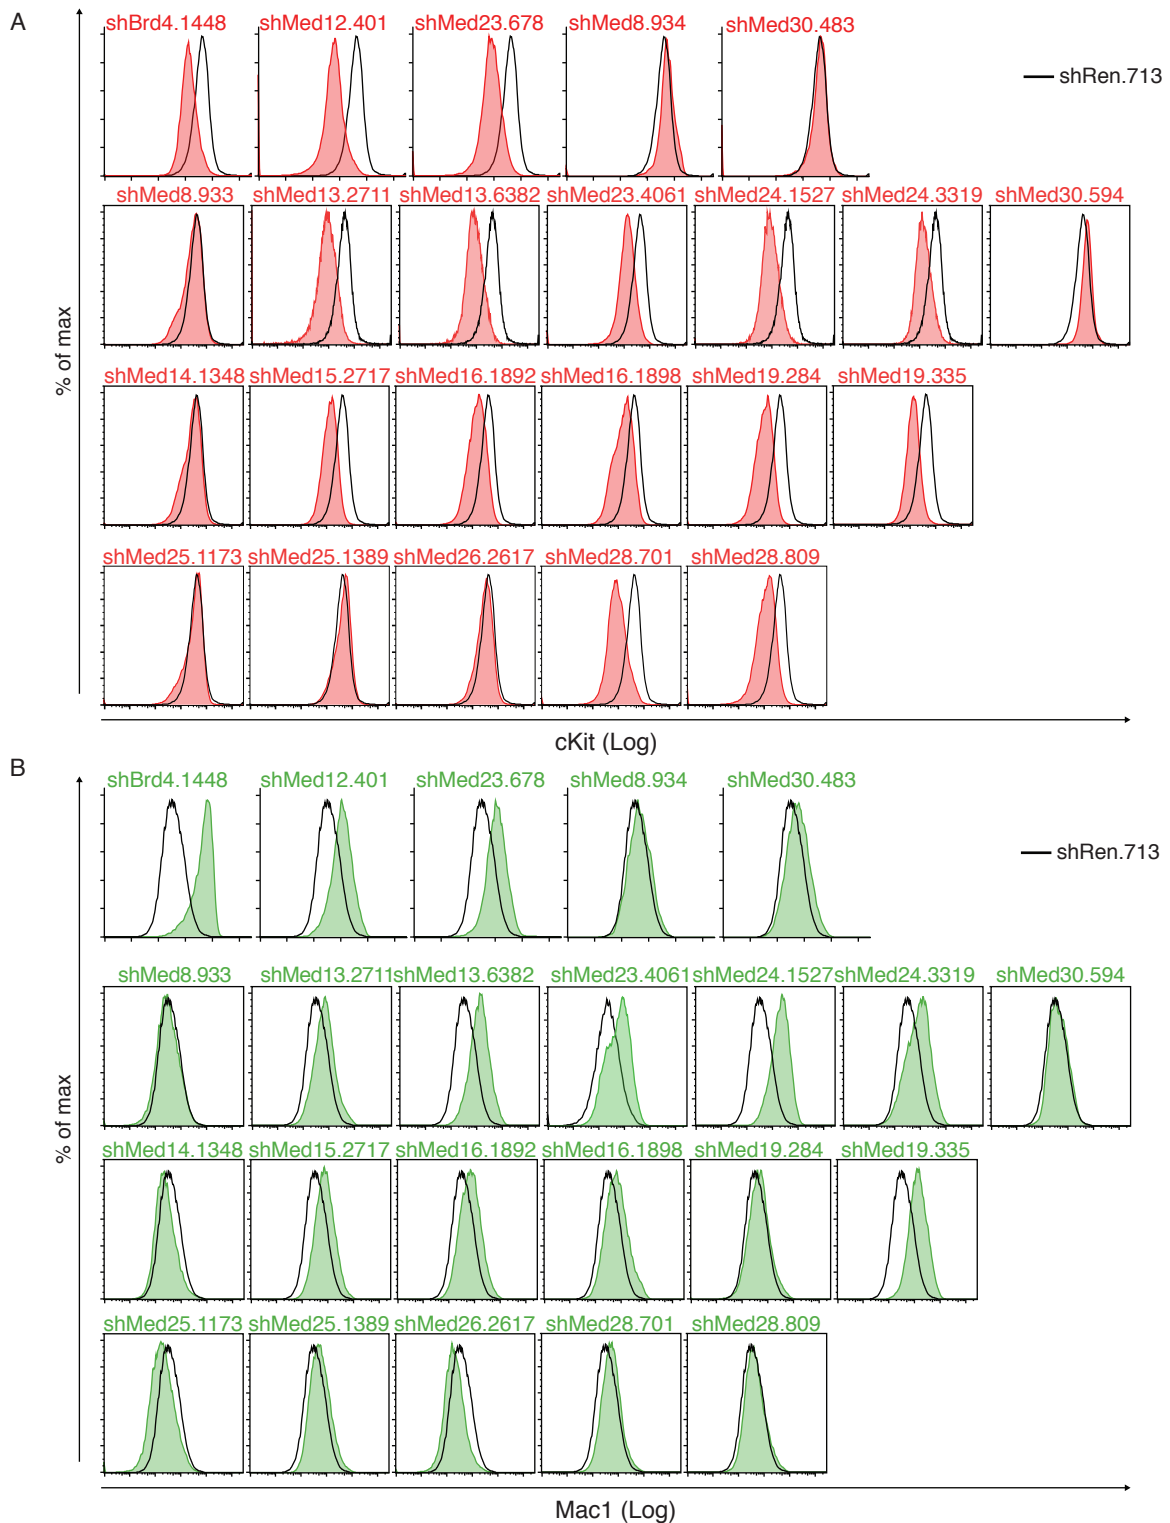 A
shBrd4.1448 shMed12.401 shMed23.678 shMed8.934 shMed30.483
shRen.713
shMed8.933 shMed13.2711 shMed13.6382 shMed23.4061 shMed24.1527 shMed24.3319 shMed30.594
% of max
shMed14.1348 shMed15.2717 shMed16.1892 shMed16.1898 shMed19.284 shMed19.335
shMed25.1173 shMed25.1389 shMed26.2617 shMed28.701 shMed28.809
cKit (Log)
B
shBrd4.1448 shMed12.401 shMed23.678 shMed8.934 shMed30.483
shRen.713
shMed8.933 shMed13.2711 shMed13.6382 shMed23.4061 shMed24.1527 shMed24.3319 shMed30.594
% of max
shMed14.1348 shMed15.2717 shMed16.1892 shMed16.1898 shMed19.284 shMed19.335
shMed25.1173 shMed25.1389 shMed26.2617 shMed28.701 shMed28.809
Mac1 (Log)